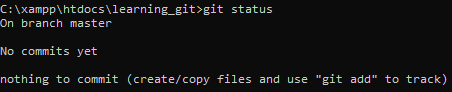 C:\xampp\htdocs\learning_git>git status
On branch master
No commits yet
nothing to commit (create/copy files and use "git add" to track)